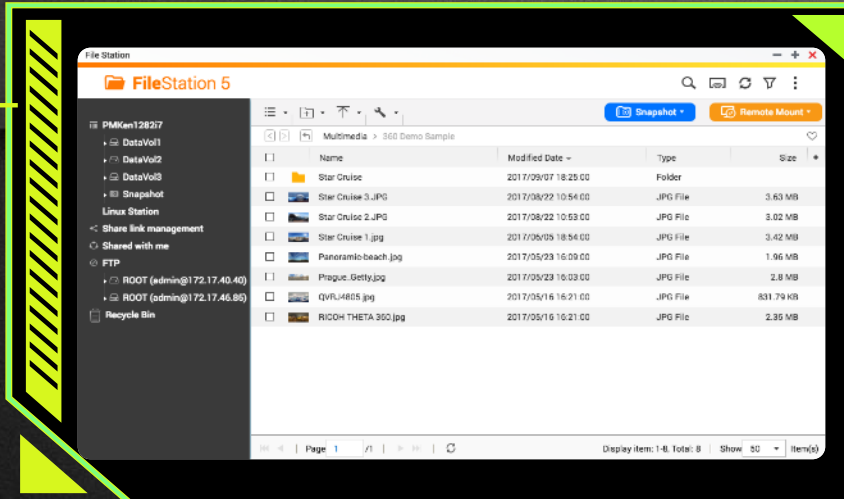 File Station
FileStation 5
Snapshot
Remote Mount
PMKen1282i7
DataVol1
DataVol2
DataVol3
Snapshot
Linux Station
Share link management
Shared with me
FTP
ROOT (admin@172.17.40.40)
ROOT (admin@172.17.46.86)
Recycle Bin
Multimedia > 360 Demo Sample
Name Modified Date Type Size
Star Cruise 2017/09/07 18:25:00 Folder
Star Cruise 3.JPG 2017/08/22 10:54:00 JPG File 3.63 MB
Star Cruise 2.JPG 2017/08/22 10:53:00 JPG File 3.02 MB
Star Cruise 1.jpg 2017/06/05 18:54:00 JPG File 3.42 MB
Panoramic-beach.jpg 2017/05/23 16:09:00 JPG File 1.96 MB
Prague_Getty.jpg 2017/05/23 16:03:00 JPG File 2.8 MB
QVRJ4805.jpg 2017/05/16 16:21:00 JPG File 831.79 KB
RICOH THETA 360.jpg 2017/05/16 16:21:00 JPG File 2.36 MB
Page 1 /1
Display item: 1-8, Total: 8 Show 50 Item(s)